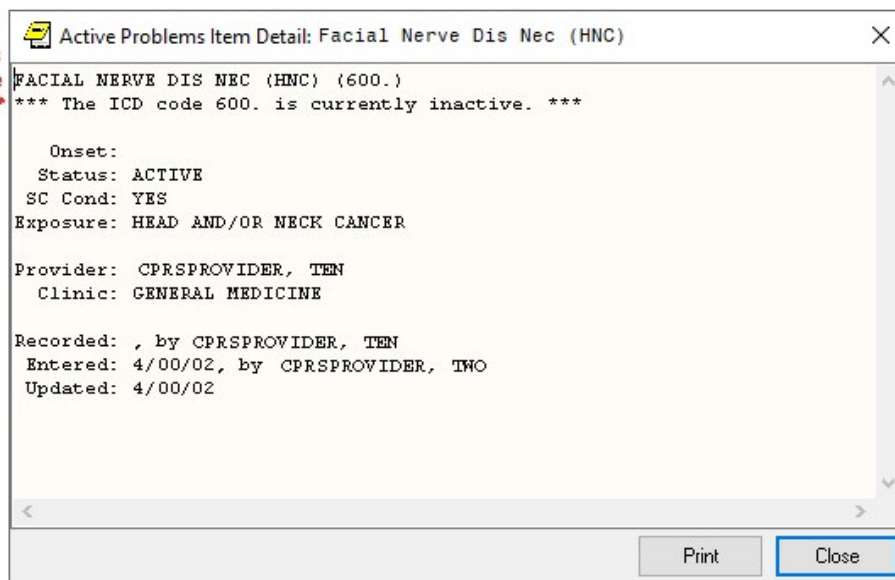 Active Problems Item Detail: Facial Nerve Dis Nec (HNC)
FACIAL NERVE DIS NEC (HNC) (600.)
*** The ICD code 600. is currently inactive. ***
Onset:
Status: ACTIVE
SC Cond: YES
Exposure: HEAD AND/OR NECK CANCER
Provider: CPRSPROVIDER, TEN
Clinic: GENERAL MEDICINE
Recorded: , by CPRSPROVIDER, TEN
Entered: 4/00/02, by CPRSPROVIDER, TWO
Updated: 4/00/02
Print Close